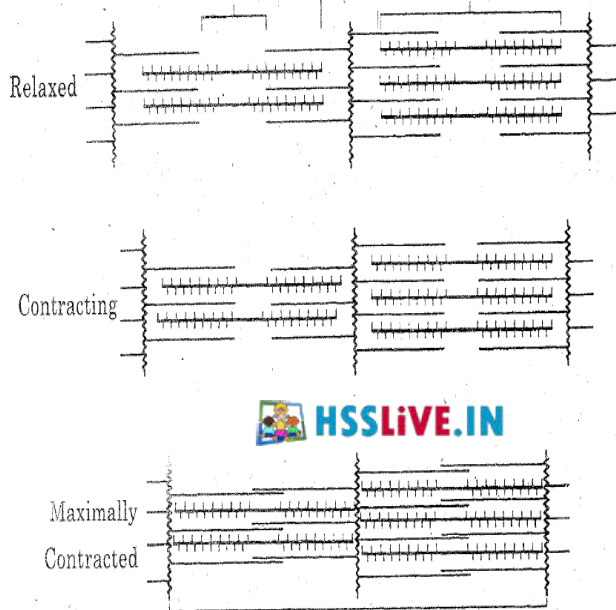 Relaxed
Contracting
HSSLiVE.IN
Maximally
Contracted